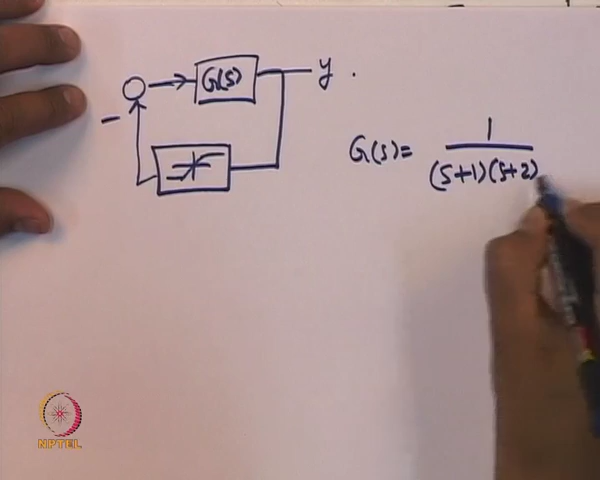 G(s) y .
-
G(s) = 1 / (s+1)(s+2)
NPTEL